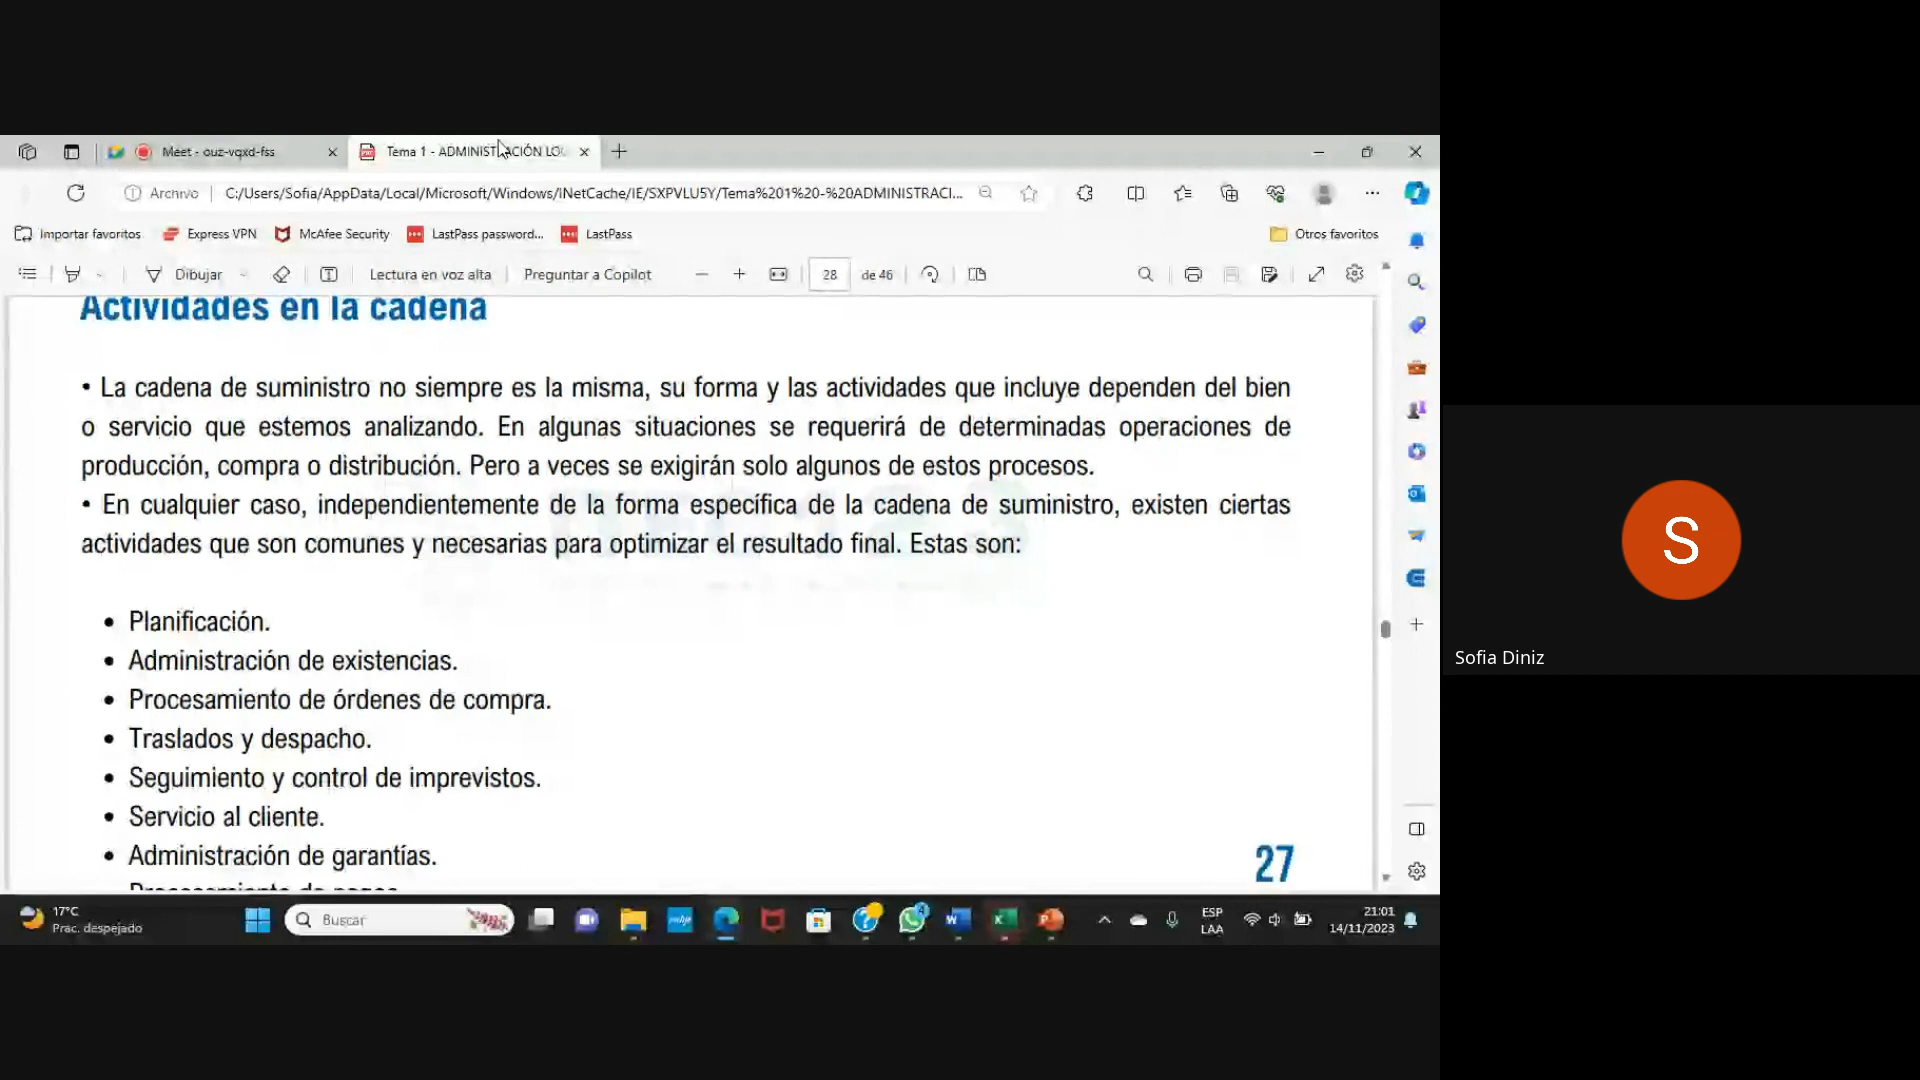 Meet - ouz-vqxd-fss
Tema 1 - ADMINISTRACIÓN LO
Archivo
C:/Users/Sofia/AppData/Local/Microsoft/Windows/INetCache/IE/SXPVLU5Y/Tema%201%20-%20ADMINISTRACI...
Importar favoritos
Express VPN
McAfee Security
LastPass password...
LastPass
Otros favoritos
Dibujar
Lectura en voz alta
Preguntar a Copilot
28
de 46
Actividades en la cadena
• La cadena de suministro no siempre es la misma, su forma y las actividades que incluye dependen del bien
o servicio que estemos analizando. En algunas situaciones se requerirá de determinadas operaciones de
producción, compra o distribución. Pero a veces se exigirán solo algunos de estos procesos.
• En cualquier caso, independientemente de la forma específica de la cadena de suministro, existen ciertas
actividades que son comunes y necesarias para optimizar el resultado final. Estas son:
• Planificación.
• Administración de existencias.
• Procesamiento de órdenes de compra.
• Traslados y despacho.
• Seguimiento y control de imprevistos.
• Servicio al cliente.
• Administración de garantías.
• Procesamiento de pagos.
27
S
Sofia Diniz
17°C
Prac. despejado
Buscar
ESP
LAA
21:01
14/11/2023